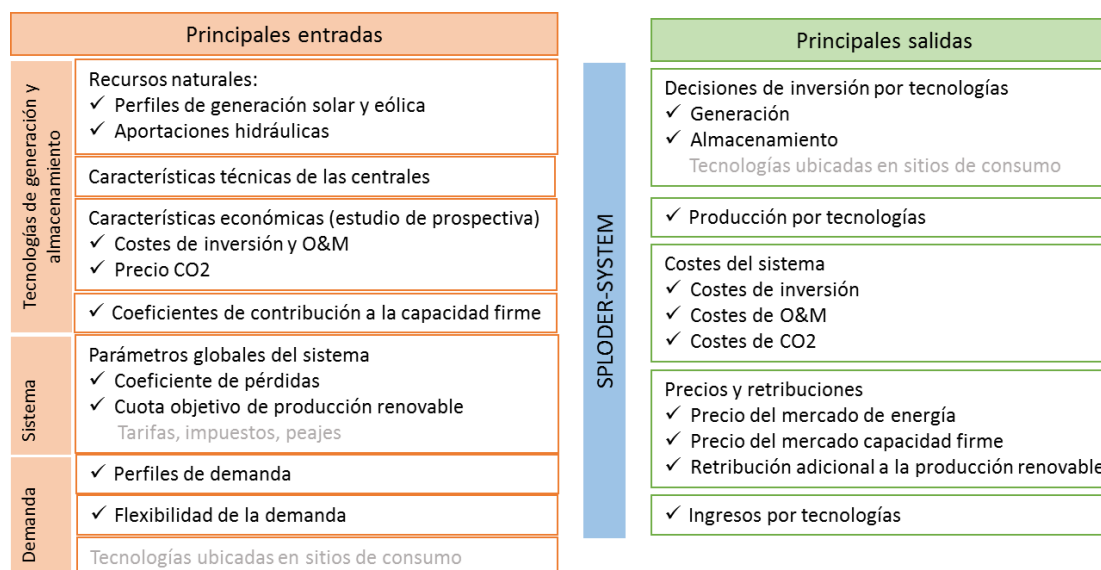 Principales entradas
Tecnologías de generación y
almacenamiento
Recursos naturales:
✓ Perfiles de generación solar y eólica
✓ Aportaciones hidráulicas
Características técnicas de las centrales
Características económicas (estudio de prospectiva)
✓ Costes de inversión y O&M
✓ Precio CO2
✓ Coeficientes de contribución a la capacidad firme
Sistema
Parámetros globales del sistema
✓ Coeficiente de pérdidas
✓ Cuota objetivo de producción renovable
Tarifas, impuestos, peajes
Demanda
✓ Perfiles de demanda
✓ Flexibilidad de la demanda
Tecnologías ubicadas en sitios de consumo
SPLODER-SYSTEM
Principales salidas
Decisiones de inversión por tecnologías
✓ Generación
✓ Almacenamiento
Tecnologías ubicadas en sitios de consumo
✓ Producción por tecnologías
Costes del sistema
✓ Costes de inversión
✓ Costes de O&M
✓ Costes de CO2
Precios y retribuciones
✓ Precio del mercado de energía
✓ Precio del mercado capacidad firme
✓ Retribución adicional a la producción renovable
✓ Ingresos por tecnologías